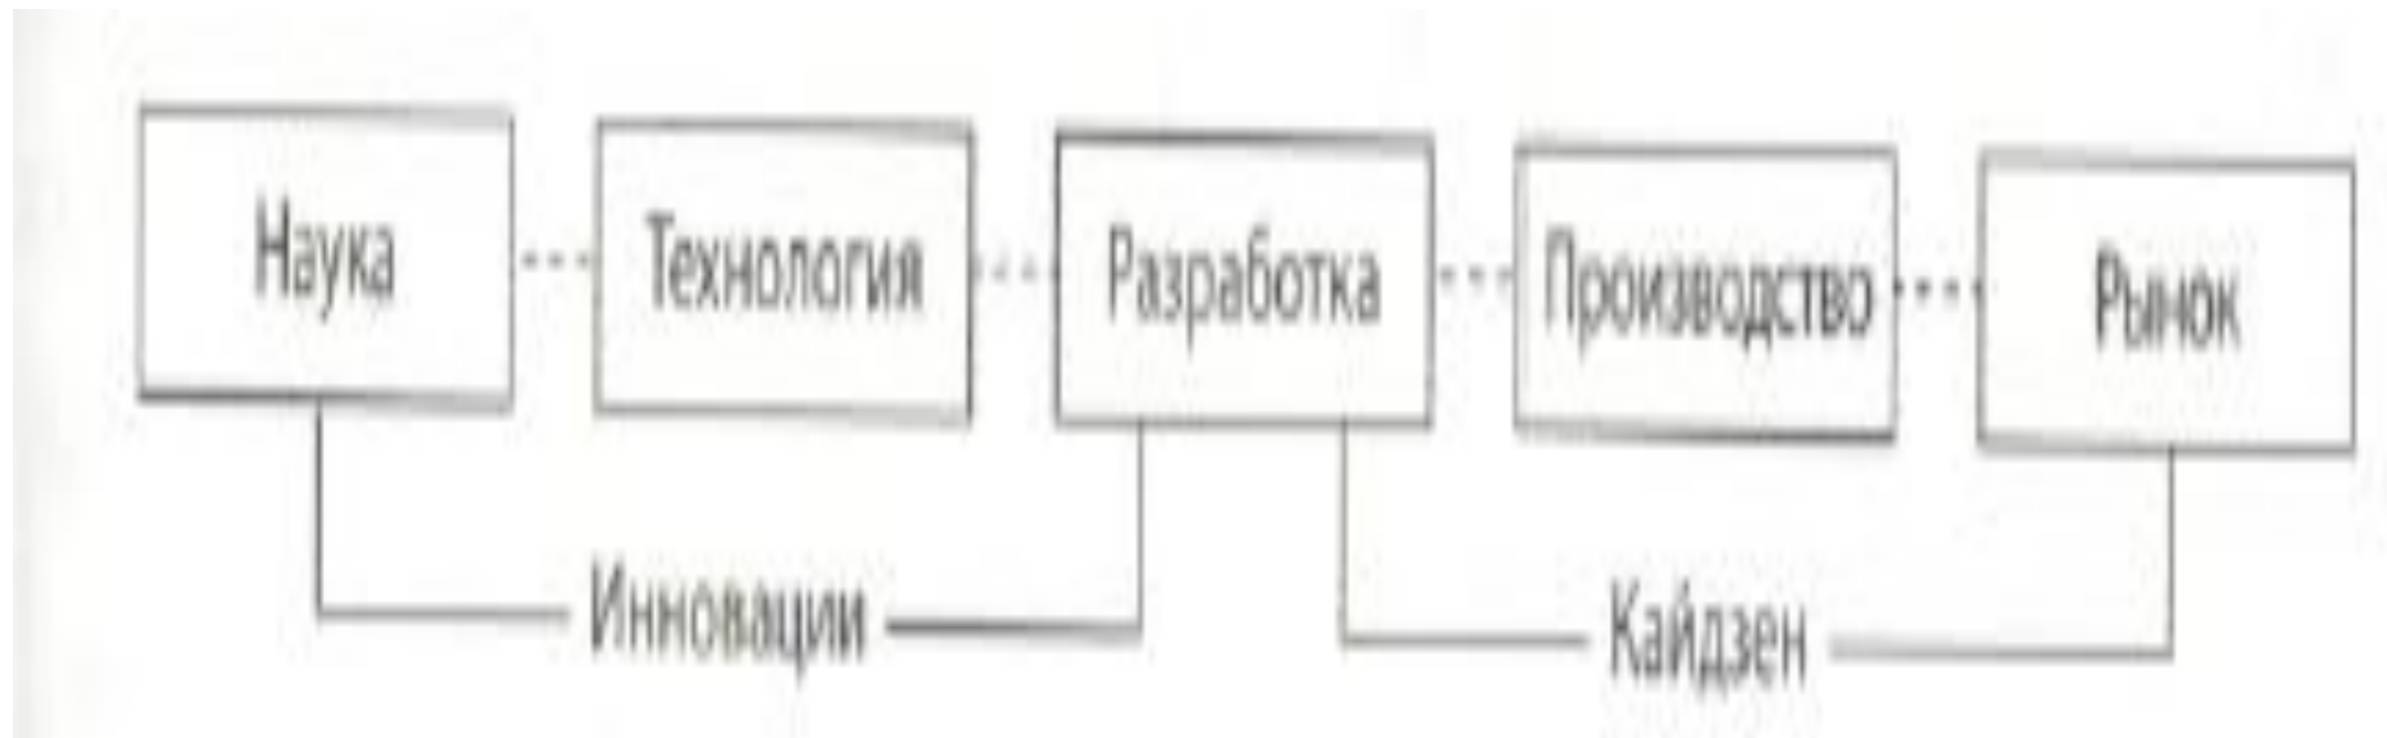 Наука Технология Разработка Производство Рынок
Инновации Кайдзен